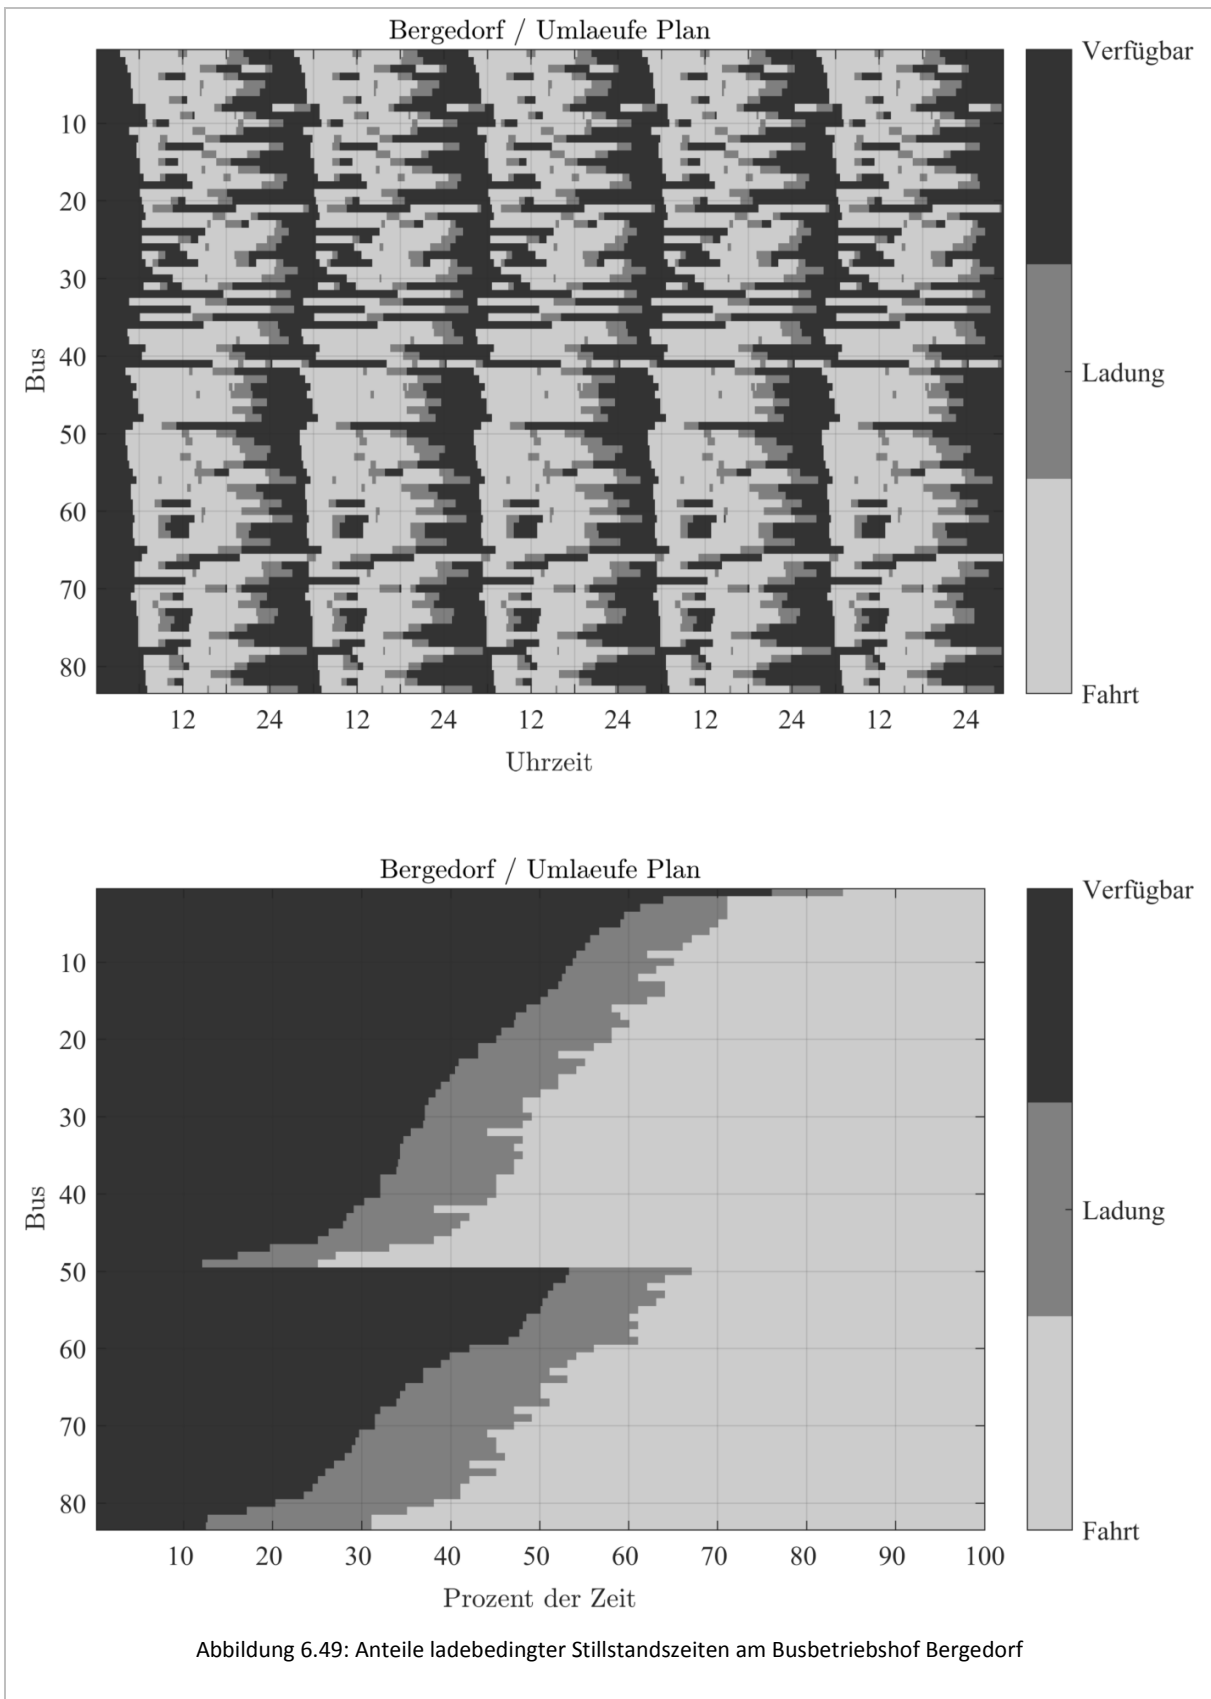 Bergedorf / Umlaeufe Plan
Verfügbar
10
20
30
40
50
60
70
80
Bus
Ladung
Fahrt
12 24 12 24 12 24 12 24 12 24
Uhrzeit
Bergedorf / Umlaeufe Plan
Verfügbar
10
20
30
40
50
60
70
80
Bus
Ladung
Fahrt
10 20 30 40 50 60 70 80 90 100
Prozent der Zeit
Abbildung 6.49: Anteile ladebedingter Stillstandszeiten am Busbetriebshof Bergedorf